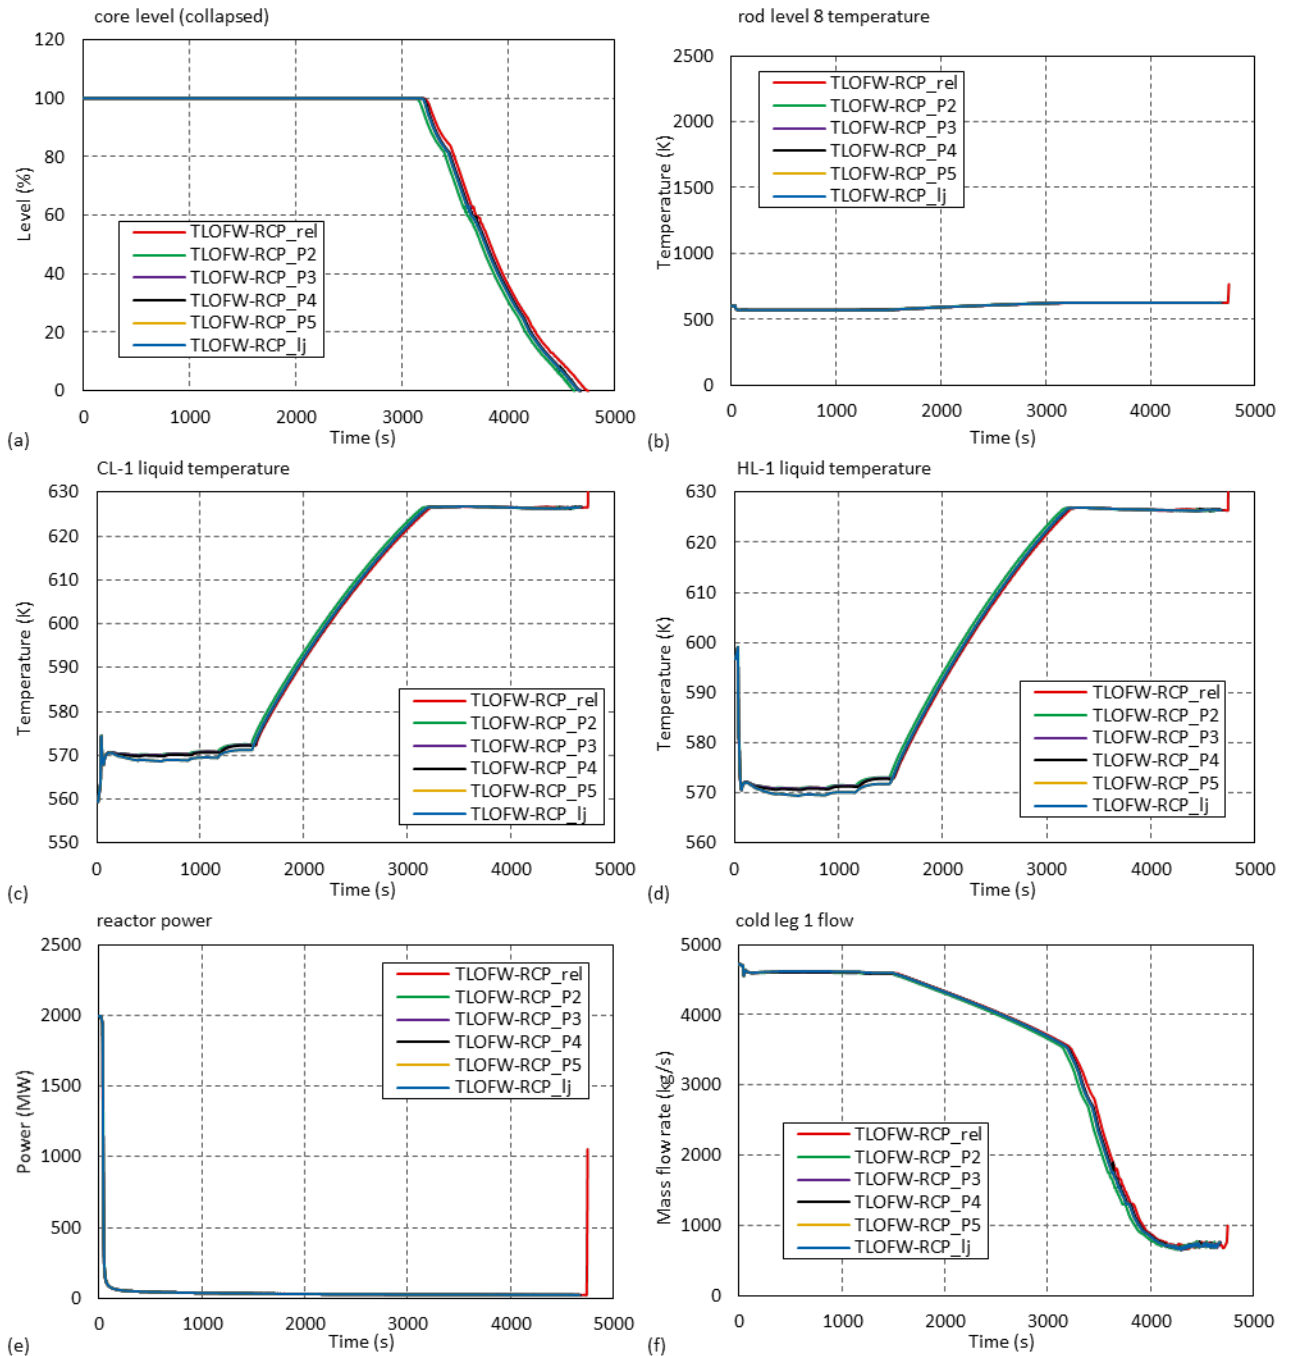 core level (collapsed)
120
100
80
60
40
20
0
Level (%)
TLOFW-RCP_rel
TLOFW-RCP_P2
TLOFW-RCP_P3
TLOFW-RCP_P4
TLOFW-RCP_P5
TLOFW-RCP_lj
0 1000 2000 3000 4000 5000
Time (s)
(a)
rod level 8 temperature
2500
2000
1500
1000
500
0
Temperature (K)
TLOFW-RCP_rel
TLOFW-RCP_P2
TLOFW-RCP_P3
TLOFW-RCP_P4
TLOFW-RCP_P5
TLOFW-RCP_lj
0 1000 2000 3000 4000 5000
Time (s)
(b)
CL-1 liquid temperature
630
620
610
600
590
580
570
560
550
Temperature (K)
TLOFW-RCP_rel
TLOFW-RCP_P2
TLOFW-RCP_P3
TLOFW-RCP_P4
TLOFW-RCP_P5
TLOFW-RCP_lj
0 1000 2000 3000 4000 5000
Time (s)
(c)
HL-1 liquid temperature
630
620
610
600
590
580
570
560
Temperature (K)
TLOFW-RCP_rel
TLOFW-RCP_P2
TLOFW-RCP_P3
TLOFW-RCP_P4
TLOFW-RCP_P5
TLOFW-RCP_lj
0 1000 2000 3000 4000 5000
Time (s)
(d)
reactor power
2500
2000
1500
1000
500
0
Power (MW)
TLOFW-RCP_rel
TLOFW-RCP_P2
TLOFW-RCP_P3
TLOFW-RCP_P4
TLOFW-RCP_P5
TLOFW-RCP_lj
0 1000 2000 3000 4000 5000
Time (s)
(e)
cold leg 1 flow
5000
4000
3000
2000
1000
0
Mass flow rate (kg/s)
TLOFW-RCP_rel
TLOFW-RCP_P2
TLOFW-RCP_P3
TLOFW-RCP_P4
TLOFW-RCP_P5
TLOFW-RCP_lj
0 1000 2000 3000 4000 5000
Time (s)
(f)